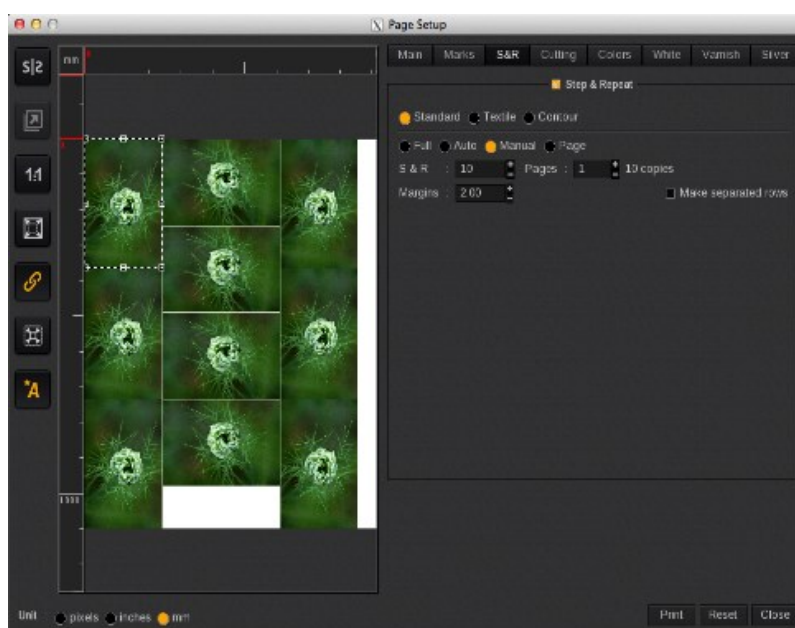 Page Setup
S|S
mm
Main Marks S&R Cutting Colors White Varnish Silver
Step & Repeat
Standard Textile Contour
Full Auto Manual Page
S & R : 10 Pages : 1 10 copies
Margins : 2.00 Make separated rows
1:1
*A
1000
Unit pixels inches mm
Print Reset Close